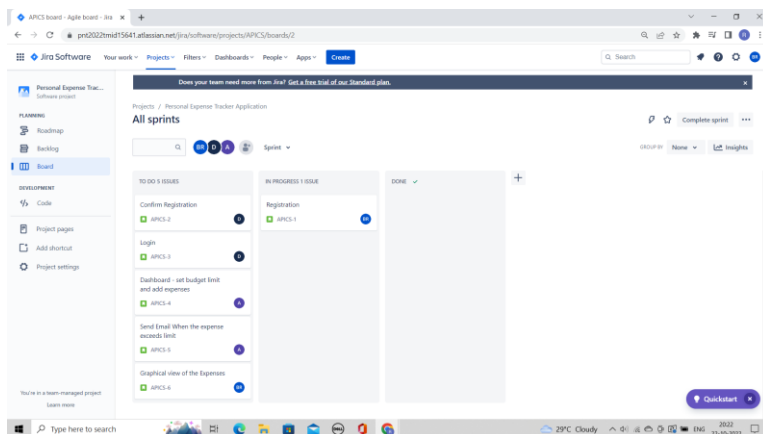 APICS board - Agile board - Jira
pnt2022tmid15641.atlassian.net/jira/software/projects/APICS/boards/2
Jira Software Your work Projects Filters Dashboards People Apps Create Search
Does your team need more from Jira? Get a free trial of our Standard plan.
Personal Expense Trac...
Software project
PLANNING
Roadmap
Backlog
Board
DEVELOPMENT
Code
Project pages
Add shortcut
Project settings
You're in a team-managed project
Learn more
Projects / Personal Expense Tracker Application
All sprints
Complete sprint
BR D A Sprint
GROUP BY None Insights
TO DO 5 ISSUES
Confirm Registration
APICS-2 D
Login
APICS-3 D
Dashboard - set budget limit
and add expenses
APICS-4 A
Send Email When the expense
exceeds limit
APICS-5 A
Graphical view of the Expenses
APICS-6 BR
IN PROGRESS 1 ISSUE
Registration
APICS-1 BR
DONE
Quickstart
Type here to search
29°C Cloudy
ENG
2022
22-10-2022